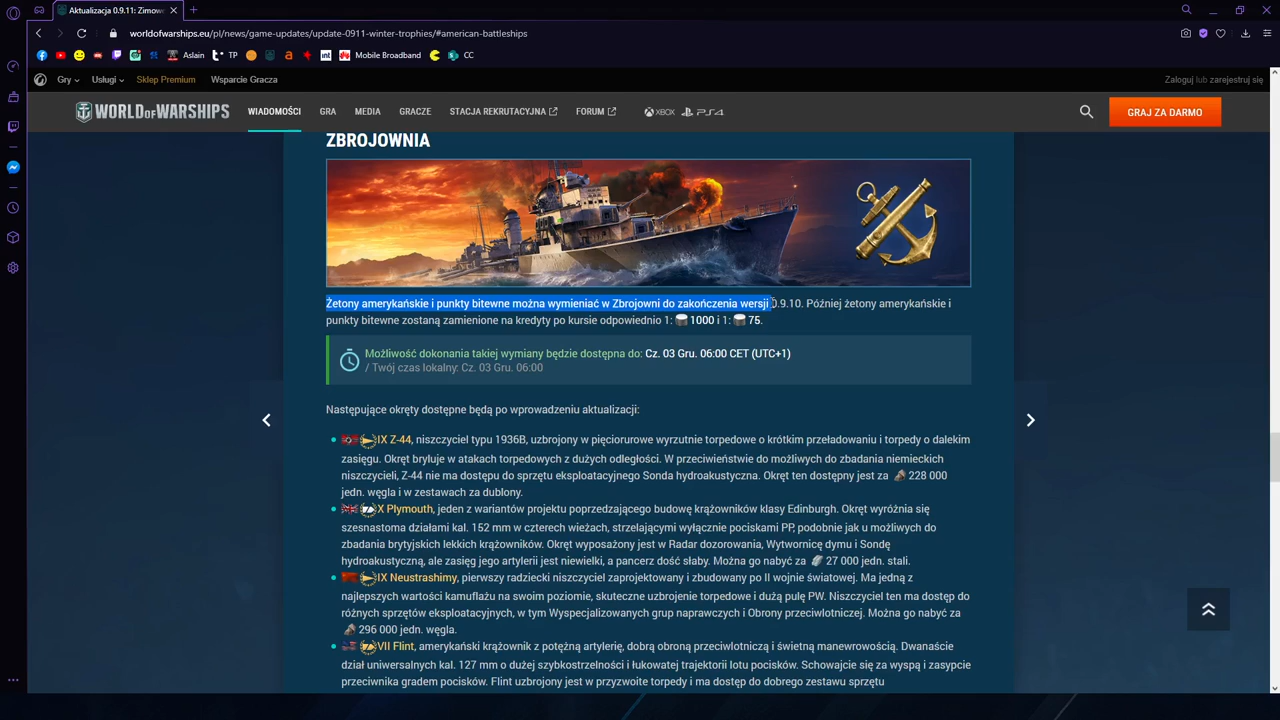 Aktualizacja 0.9.11: Zimowe
worldofwarships.eu/pl/news/game-updates/update-0911-winter-trophies/#american-battleships
Aslain TP int Mobile Broadband CC
Gry Usługi Sklep Premium Wsparcie Gracza Zaloguj lub zarejestruj się
WORLD OF WARSHIPS WIADOMOŚCI GRA MEDIA GRACZE STACJA REKRUTACYJNA FORUM XBOX PS4 GRAJ ZA DARMO
ZBROJOWNIA
Żetony amerykańskie i punkty bitewne można wymieniać w Zbrojowni do zakończenia wersji 0.9.10. Później żetony amerykańskie i
punkty bitewne zostaną zamienione na kredyty po kursie odpowiednio 1: 1000 i 1: 75.
Możliwość dokonania takiej wymiany będzie dostępna do: Cz. 03 Gru. 06:00 CET (UTC+1)
/ Twój czas lokalny: Cz. 03 Gru. 06:00
Następujące okręty dostępne będą po wprowadzeniu aktualizacji:
IX Z-44, niszczyciel typu 1936B, uzbrojony w pięciorurowe wyrzutnie torpedowe o krótkim przeładowaniu i torpedy o dalekim
zasięgu. Okręt bryluje w atakach torpedowych z dużych odległości. W przeciwieństwie do możliwych do zbadania niemieckich
niszczycieli, Z-44 nie ma dostępu do sprzętu eksploatacyjnego Sonda hydroakustyczna. Okręt ten dostępny jest za 228 000
jedn. węgla i w zestawach za dublony.
X Plymouth, jeden z wariantów projektu poprzedzającego budowę krążowników klasy Edinburgh. Okręt wyróżnia się
szesnastoma działami kal. 152 mm w czterech wieżach, strzelającymi wyłącznie pociskami PP, podobnie jak u możliwych do
zbadania brytyjskich lekkich krążowników. Okręt wyposażony jest w Radar dozorowania, Wytwornicę dymu i Sondę
hydroakustyczną, ale zasięg jego artylerii jest niewielki, a pancerz dość słaby. Można go nabyć za 27 000 jedn. stali.
IX Neustrashimy, pierwszy radziecki niszczyciel zaprojektowany i zbudowany po II wojnie światowej. Ma jedną z
najlepszych wartości kamuflażu na swoim poziomie, skuteczne uzbrojenie torpedowe i dużą pulę PW. Niszczyciel ten ma dostęp do
różnych sprzętów eksploatacyjnych, w tym Wyspecjalizowanych grup naprawczych i Obrony przeciwlotniczej. Można go nabyć za
296 000 jedn. węgla.
VII Flint, amerykański krążownik z potężną artylerię, dobrą obroną przeciwlotniczą i świetną manewrowością. Dwanaście
dział uniwersalnych kal. 127 mm o dużej szybkostrzelności i łukowatej trajektorii lotu pocisków. Schowajcie się za wyspą i zasypcie
przeciwnika gradem pocisków. Flint uzbrojony jest w przyzwoite torpedy i ma dostęp do dobrego zestawu sprzętu